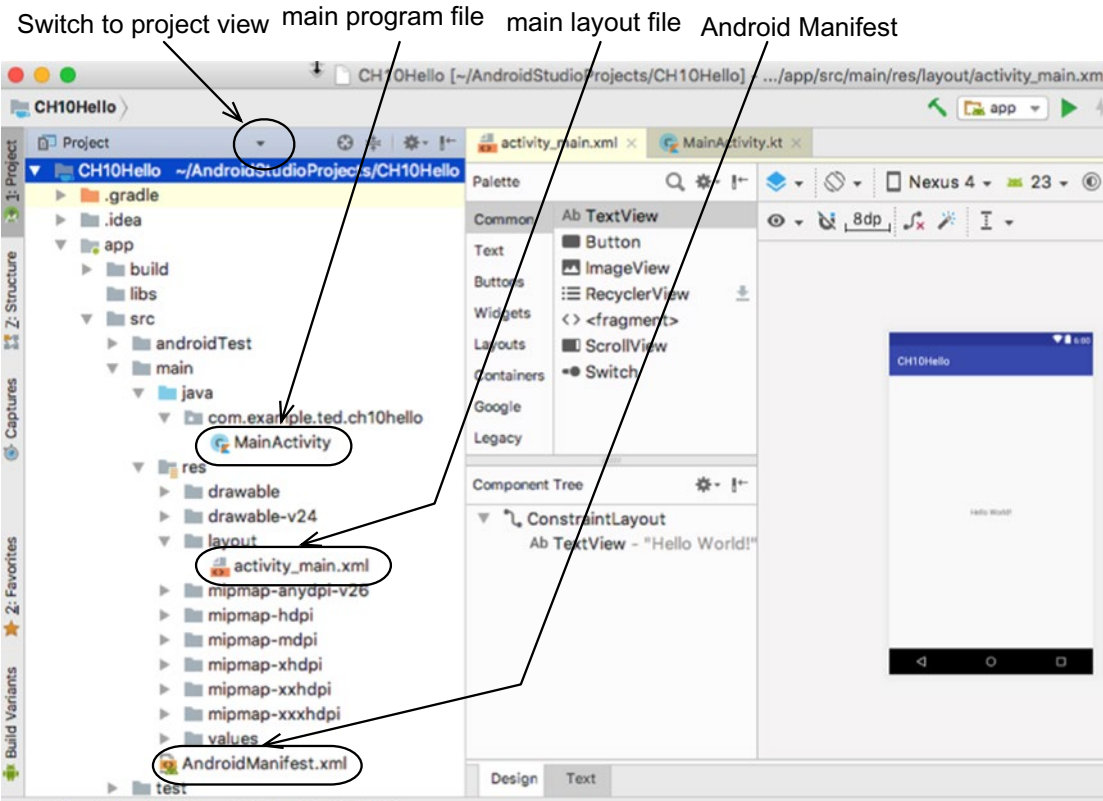 Switch to project view main program file main layout file Android Manifest
CH10Hello [~/AndroidStudioProjects/CH10Hello] - .../app/src/main/res/layout/activity_main.xm
CH10Hello
app
1: Project
Z: Structure
Captures
2: Favorites
Build Variants
Project
CH10Hello ~/AndroidStudioProjects/CH10Hello
.gradle
.idea
app
build
libs
src
androidTest
main
java
com.example.ted.ch10hello
MainActivity
res
drawable
drawable-v24
layout
activity_main.xml
mipmap-anydpi-v26
mipmap-hdpi
mipmap-mdpi
mipmap-xhdpi
mipmap-xxhdpi
mipmap-xxxhdpi
values
AndroidManifest.xml
test
activity_main.xml MainActivity.kt
Palette
Common
Text
Buttons
Widgets
Layouts
Containers
Google
Legacy
Ab TextView
Button
ImageView
RecyclerView
<> <fragment>
ScrollView
Switch
Component Tree
ConstraintLayout
Ab TextView - "Hello World!"
Design Text
Nexus 4 23
8dp
6:00
CH10Hello
Hello World!